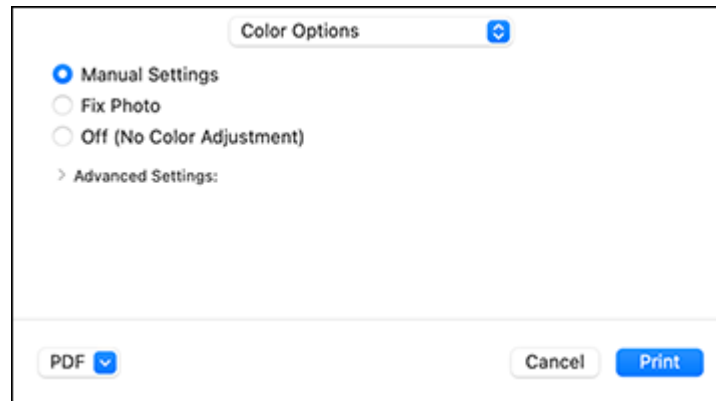 Color Options
Manual Settings
Fix Photo
Off (No Color Adjustment)
Advanced Settings:
PDF
Cancel
Print